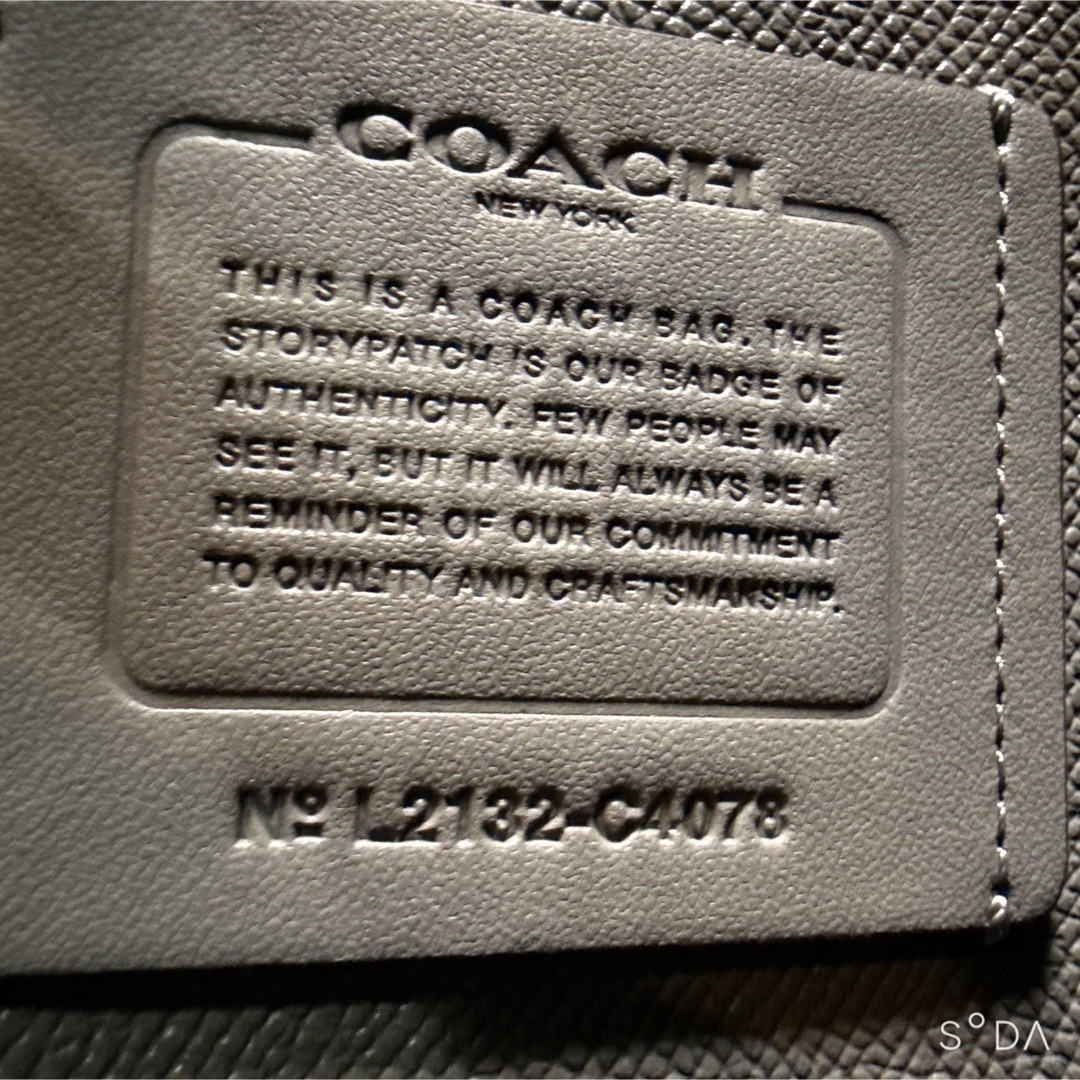 COACH
NEW YORK
THIS IS A COACH BAG. THE
STORYPATCH IS OUR BADGE OF
AUTHENTICITY. FEW PEOPLE MAY
SEE IT, BUT IT WILL ALWAYS BE A
REMINDER OF OUR COMMITMENT
TO QUALITY AND CRAFTSMANSHIP.
Nº L2132-C4078
SODA